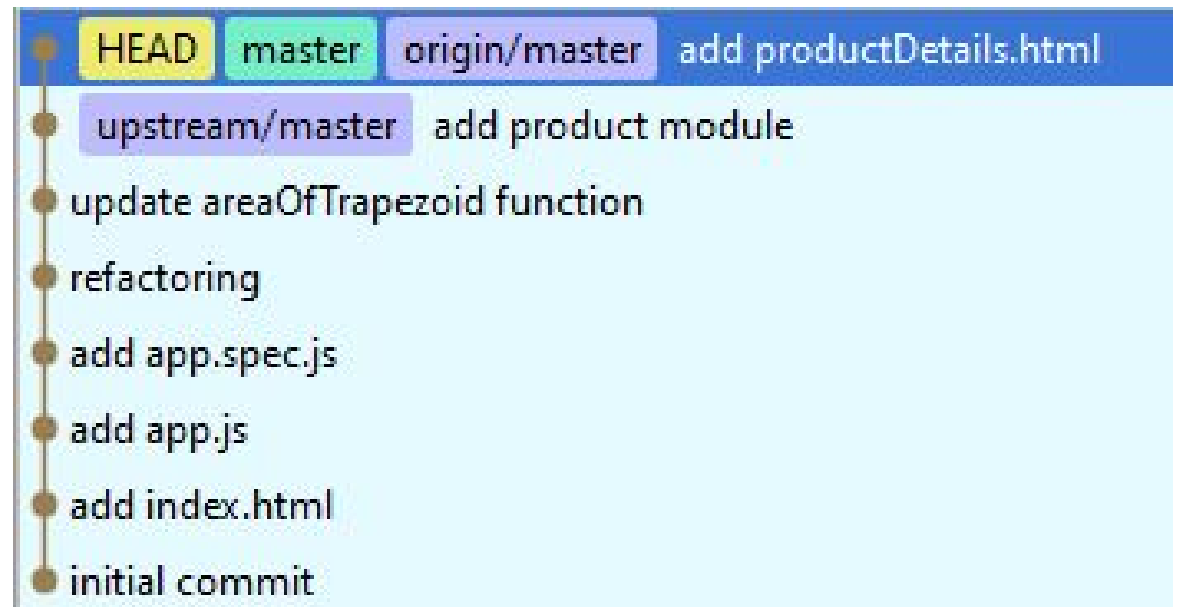 HEAD master origin/master add productDetails.html
upstream/master add product module
update areaOfTrapezoid function
refactoring
add app.spec.js
add app.js
add index.html
initial commit